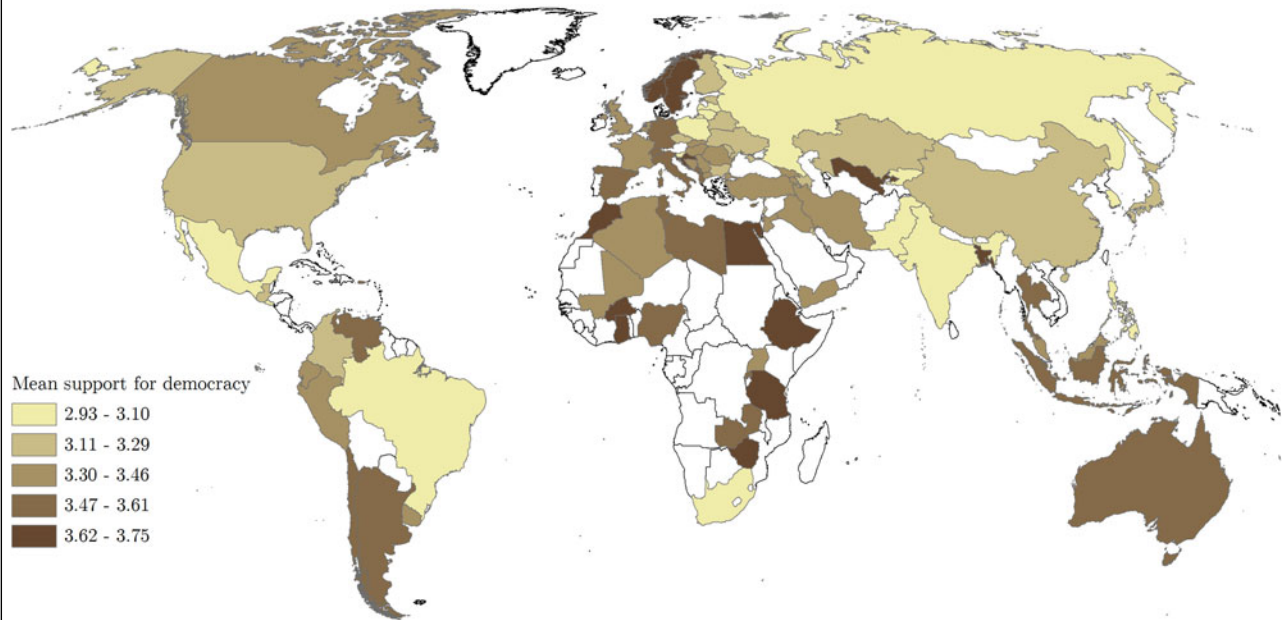 Mean support for democracy
2.93 - 3.10
3.11 - 3.29
3.30 - 3.46
3.47 - 3.61
3.62 - 3.75